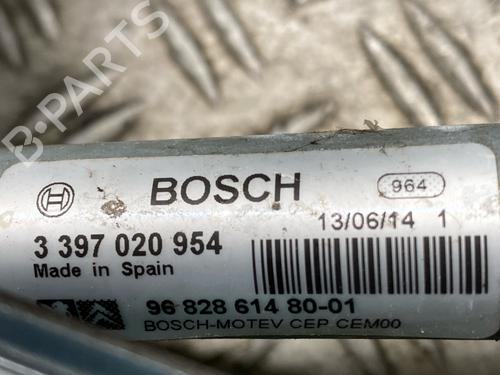 B-PARTS
BOSCH
964
13/06/14 1
3 397 020 954
Made in Spain
96 828 614 80-01
BOSCH-MOTEV CEP CEM00